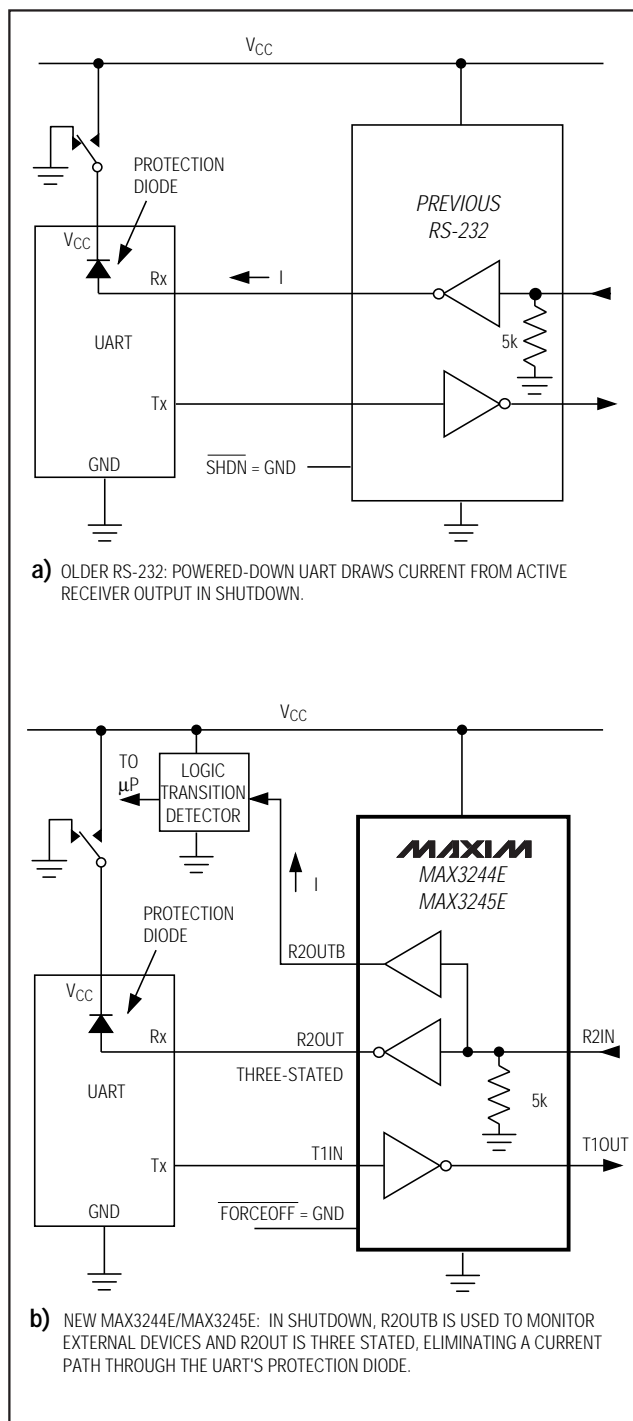 VCC
PROTECTION
DIODE
PREVIOUS
RS-232
VCC
Rx
I
UART
5k
Tx
SHDN = GND
GND
a) OLDER RS-232: POWERED-DOWN UART DRAWS CURRENT FROM ACTIVE
RECEIVER OUTPUT IN SHUTDOWN.
VCC
TO
μP
LOGIC
TRANSITION
DETECTOR
MAXIM
MAX3244E
MAX3245E
I
PROTECTION
DIODE
R2OUTB
VCC
Rx
R2OUT
R2IN
THREE-STATED
UART
5k
Tx
T1IN
T1OUT
GND
FORCEOFF = GND
b) NEW MAX3244E/MAX3245E: IN SHUTDOWN, R2OUTB IS USED TO MONITOR
EXTERNAL DEVICES AND R2OUT IS THREE STATED, ELIMINATING A CURRENT
PATH THROUGH THE UART'S PROTECTION DIODE.